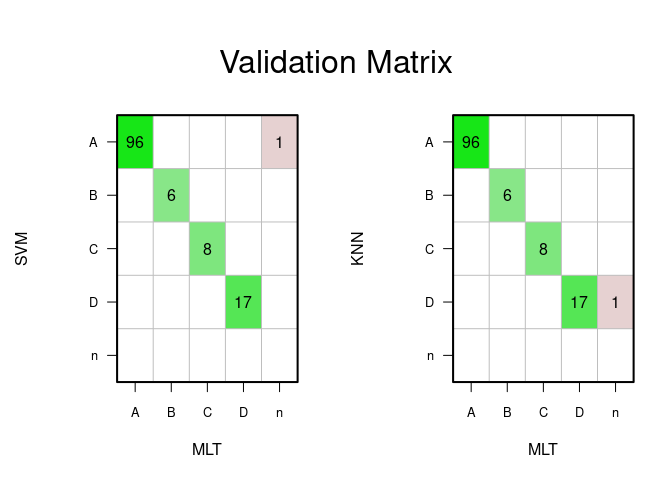 Validation Matrix
SVM
A 96 1
B 6
C 8
D 17
n
A B C D n
MLT
KNN
A 96
B 6
C 8
D 17 1
n
A B C D n
MLT